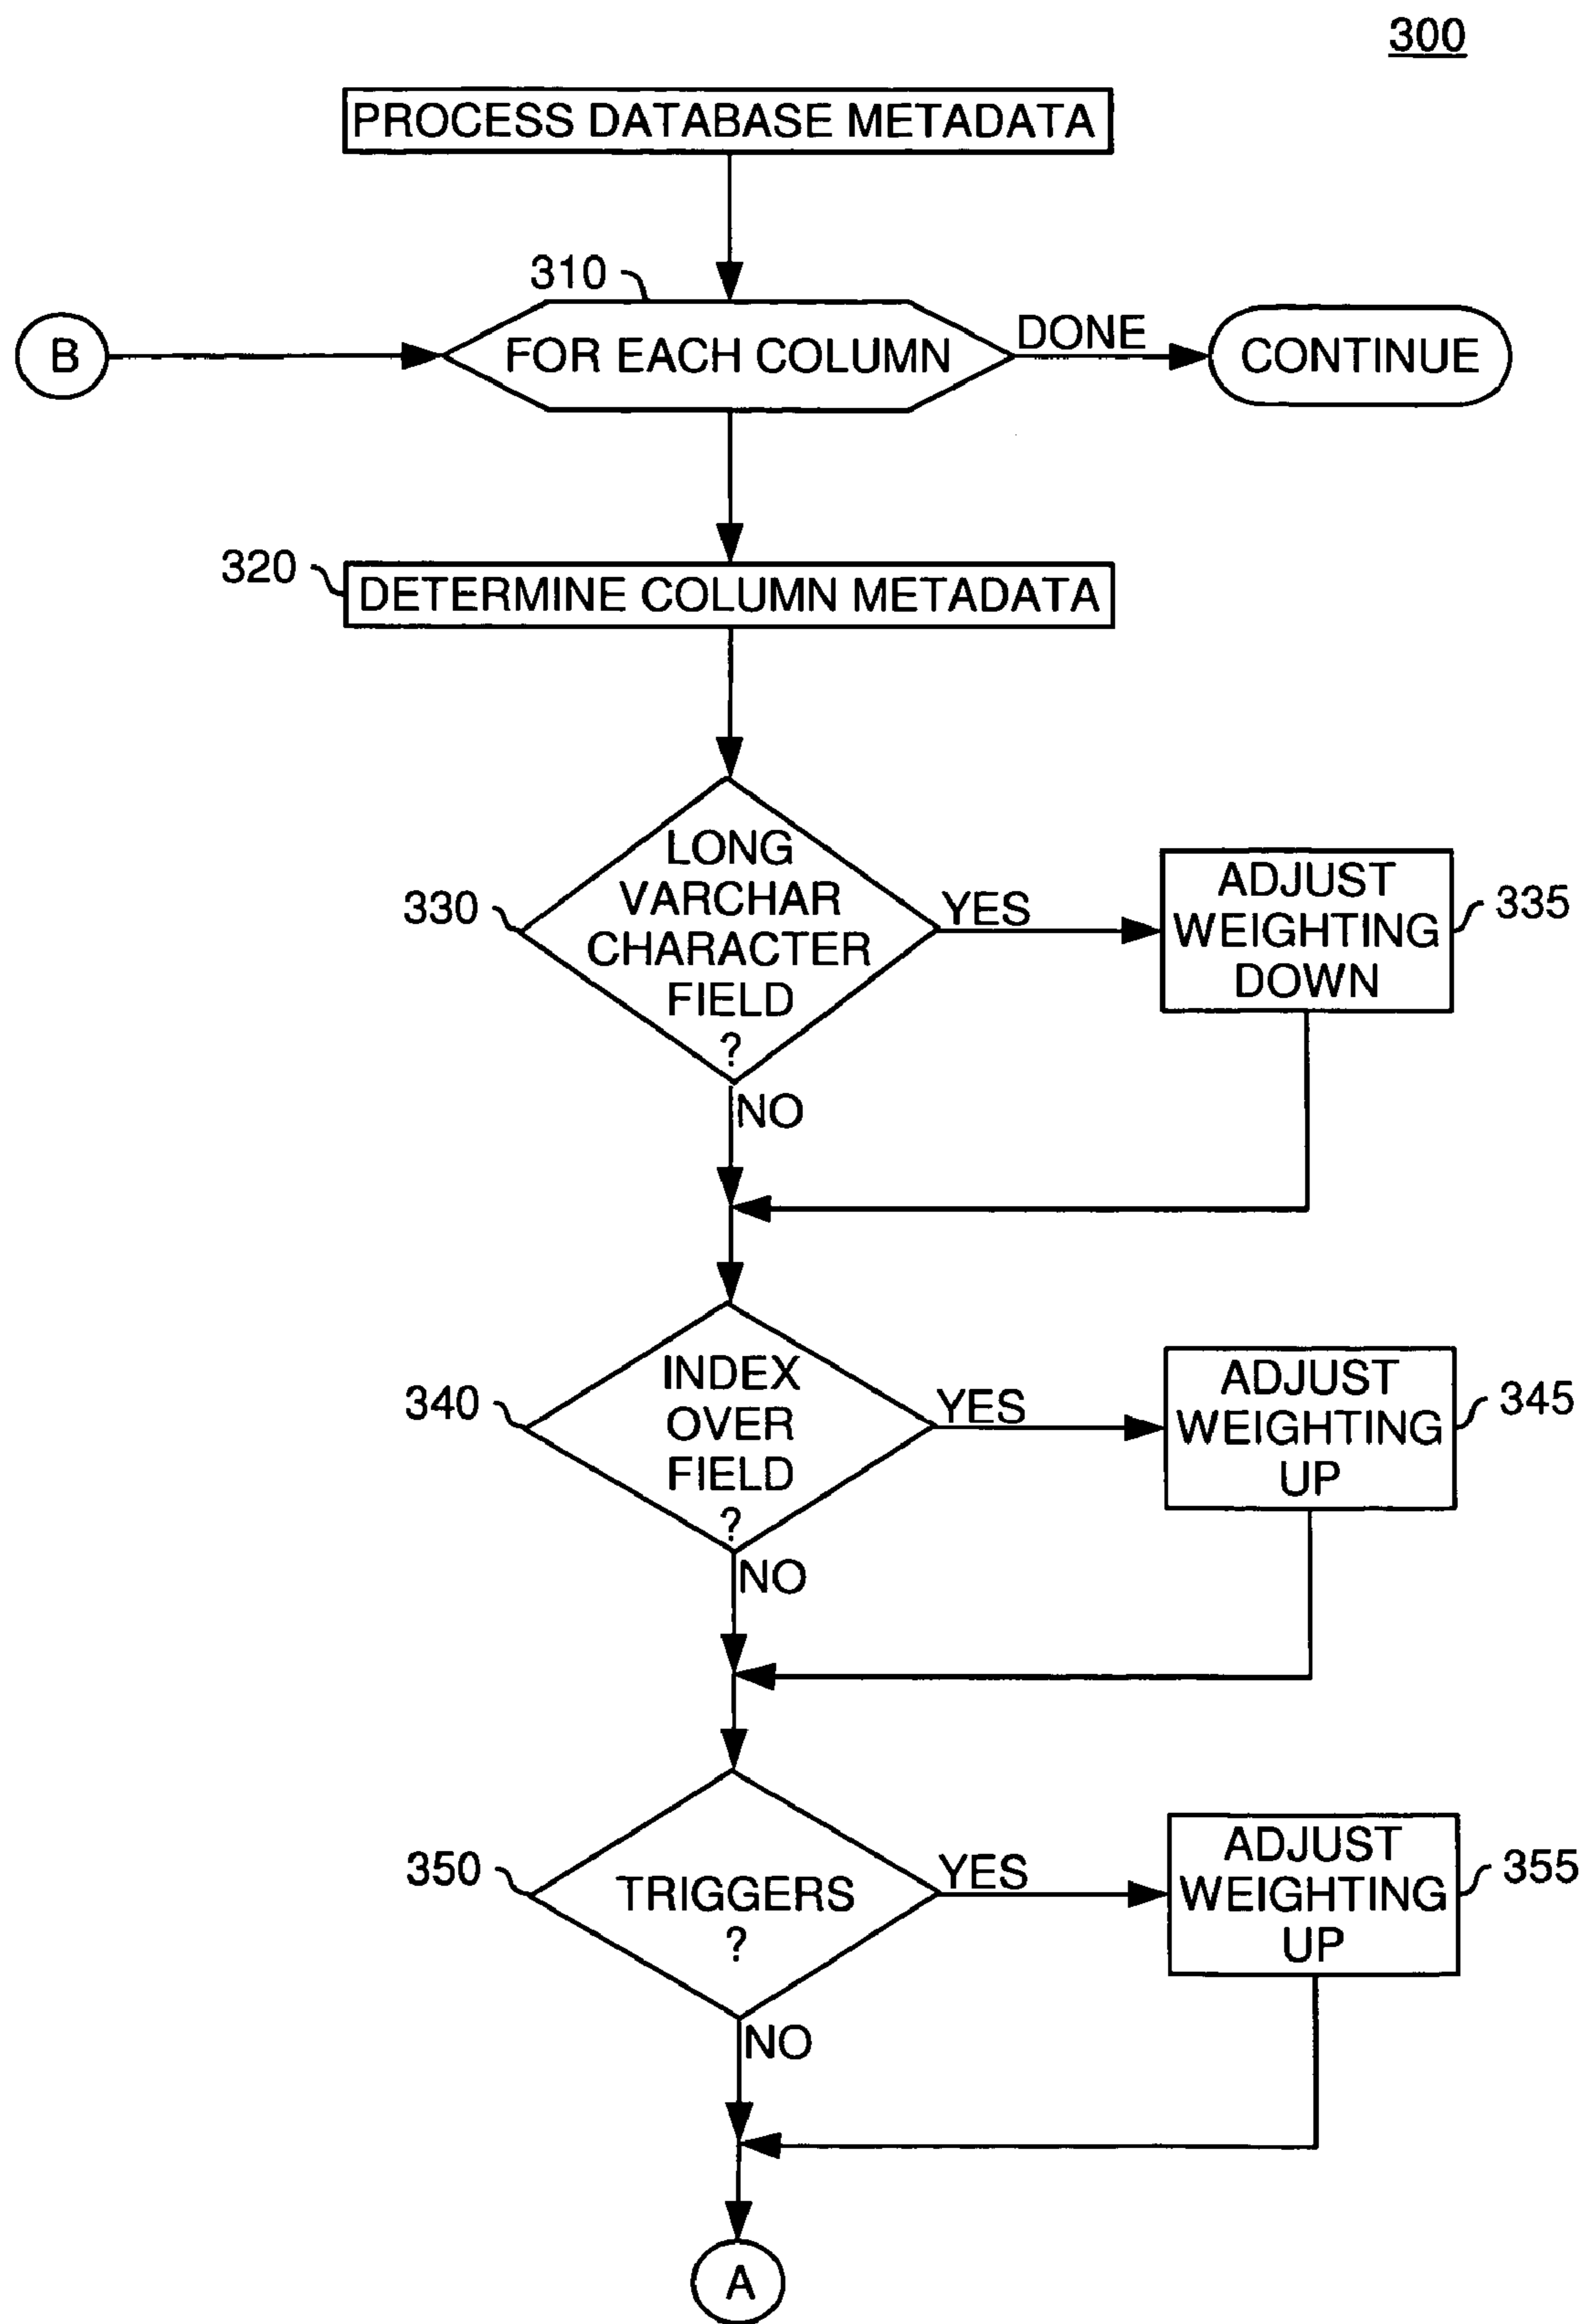 300
PROCESS DATABASE METADATA
310
B
FOR EACH COLUMN
DONE
CONTINUE
320
DETERMINE COLUMN METADATA
330
LONG
VARCHAR
CHARACTER
FIELD
?
YES
ADJUST
WEIGHTING
DOWN
335
NO
340
INDEX
OVER
FIELD
?
YES
ADJUST
WEIGHTING
UP
345
NO
350
TRIGGERS
?
YES
ADJUST
WEIGHTING
UP
355
NO
A